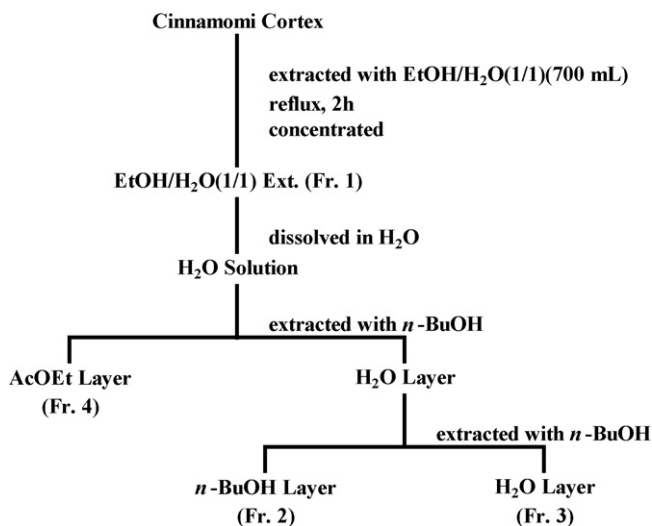 Cinnamomi Cortex
extracted with EtOH/H₂O(1/1)(700 mL)
reflux, 2h
concentrated
EtOH/H₂O(1/1) Ext. (Fr. 1)
dissolved in H₂O
H₂O Solution
extracted with n-BuOH
AcOEt Layer
(Fr. 4)
H₂O Layer
extracted with n-BuOH
n-BuOH Layer
(Fr. 2)
H₂O Layer
(Fr. 3)